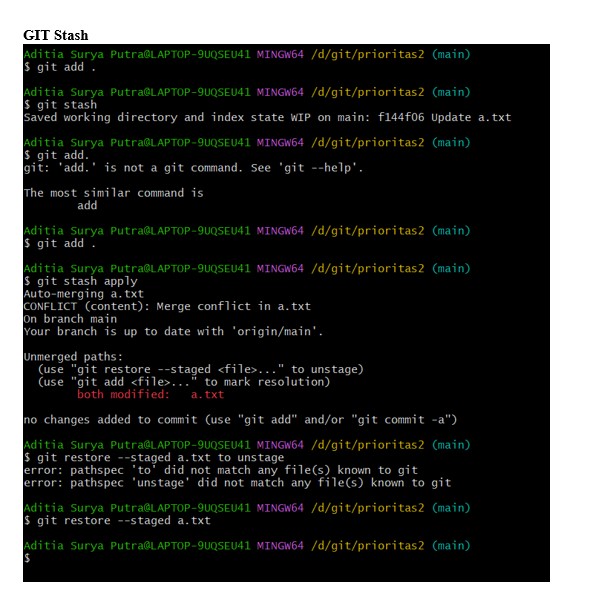 GIT Stash
Aditia Surya Putra@LAPTOP-9UQSEU41 MINGW64 /d/git/prioritas2 (main)
$ git add .
Aditia Surya Putra@LAPTOP-9UQSEU41 MINGW64 /d/git/prioritas2 (main)
$ git stash
Saved working directory and index state WIP on main: f144f06 Update a.txt
Aditia Surya Putra@LAPTOP-9UQSEU41 MINGW64 /d/git/prioritas2 (main)
$ git add.
git: 'add.' is not a git command. See 'git --help'.
The most similar command is
add
Aditia Surya Putra@LAPTOP-9UQSEU41 MINGW64 /d/git/prioritas2 (main)
$ git add .
Aditia Surya Putra@LAPTOP-9UQSEU41 MINGW64 /d/git/prioritas2 (main)
$ git stash apply
Auto-merging a.txt
CONFLICT (content): Merge conflict in a.txt
On branch main
Your branch is up to date with 'origin/main'.
Unmerged paths:
(use "git restore --staged <file>..." to unstage)
(use "git add <file>..." to mark resolution)
both modified:   a.txt
no changes added to commit (use "git add" and/or "git commit -a")
Aditia Surya Putra@LAPTOP-9UQSEU41 MINGW64 /d/git/prioritas2 (main)
$ git restore --staged a.txt to unstage
error: pathspec 'to' did not match any file(s) known to git
error: pathspec 'unstage' did not match any file(s) known to git
Aditia Surya Putra@LAPTOP-9UQSEU41 MINGW64 /d/git/prioritas2 (main)
$ git restore --staged a.txt
Aditia Surya Putra@LAPTOP-9UQSEU41 MINGW64 /d/git/prioritas2 (main)
$